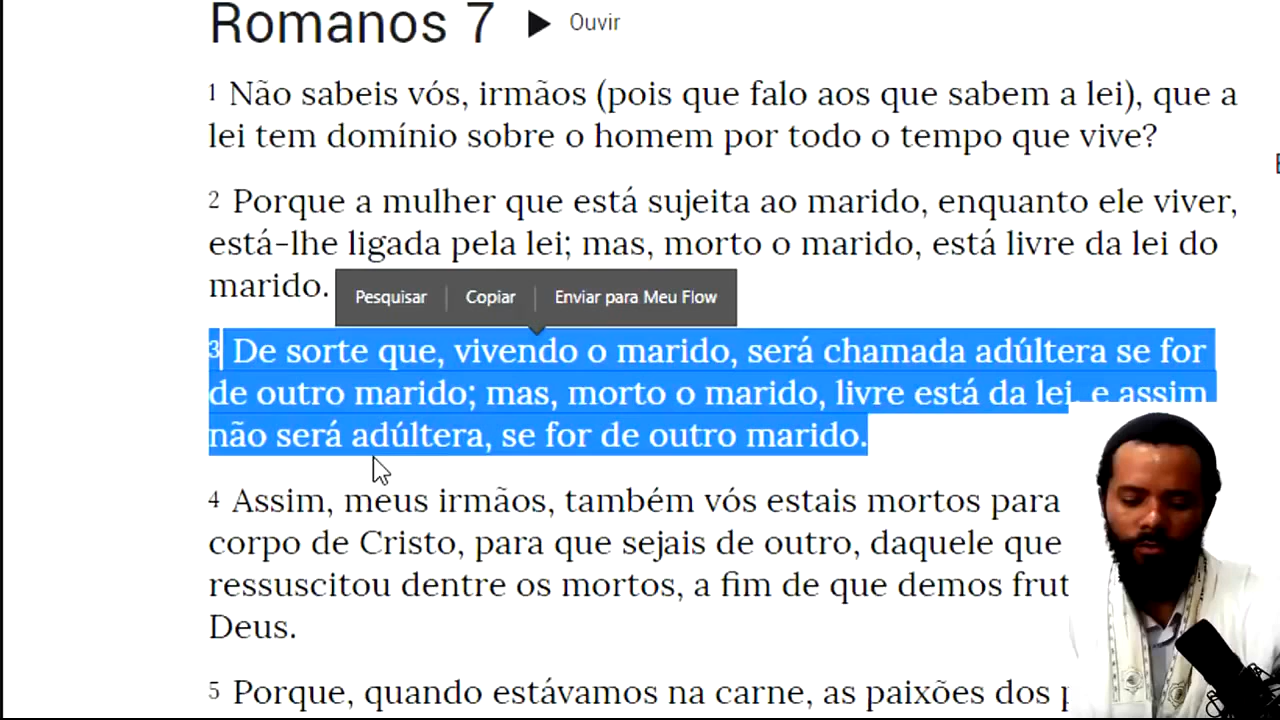 Romanos 7 Ouvir
1 Não sabeis vós, irmãos (pois que falo aos que sabem a lei), que a
lei tem domínio sobre o homem por todo o tempo que vive?
2 Porque a mulher que está sujeita ao marido, enquanto ele viver,
está-lhe ligada pela lei; mas, morto o marido, está livre da lei do
marido.
Pesquisar Copiar Enviar para Meu Flow
3 De sorte que, vivendo o marido, será chamada adúltera se for
de outro marido; mas, morto o marido, livre está da lei, e assim
não será adúltera, se for de outro marido.
4 Assim, meus irmãos, também vós estais mortos para
corpo de Cristo, para que sejais de outro, daquele que
ressuscitou dentre os mortos, a fim de que demos frut
Deus.
5 Porque, quando estávamos na carne, as paixões dos